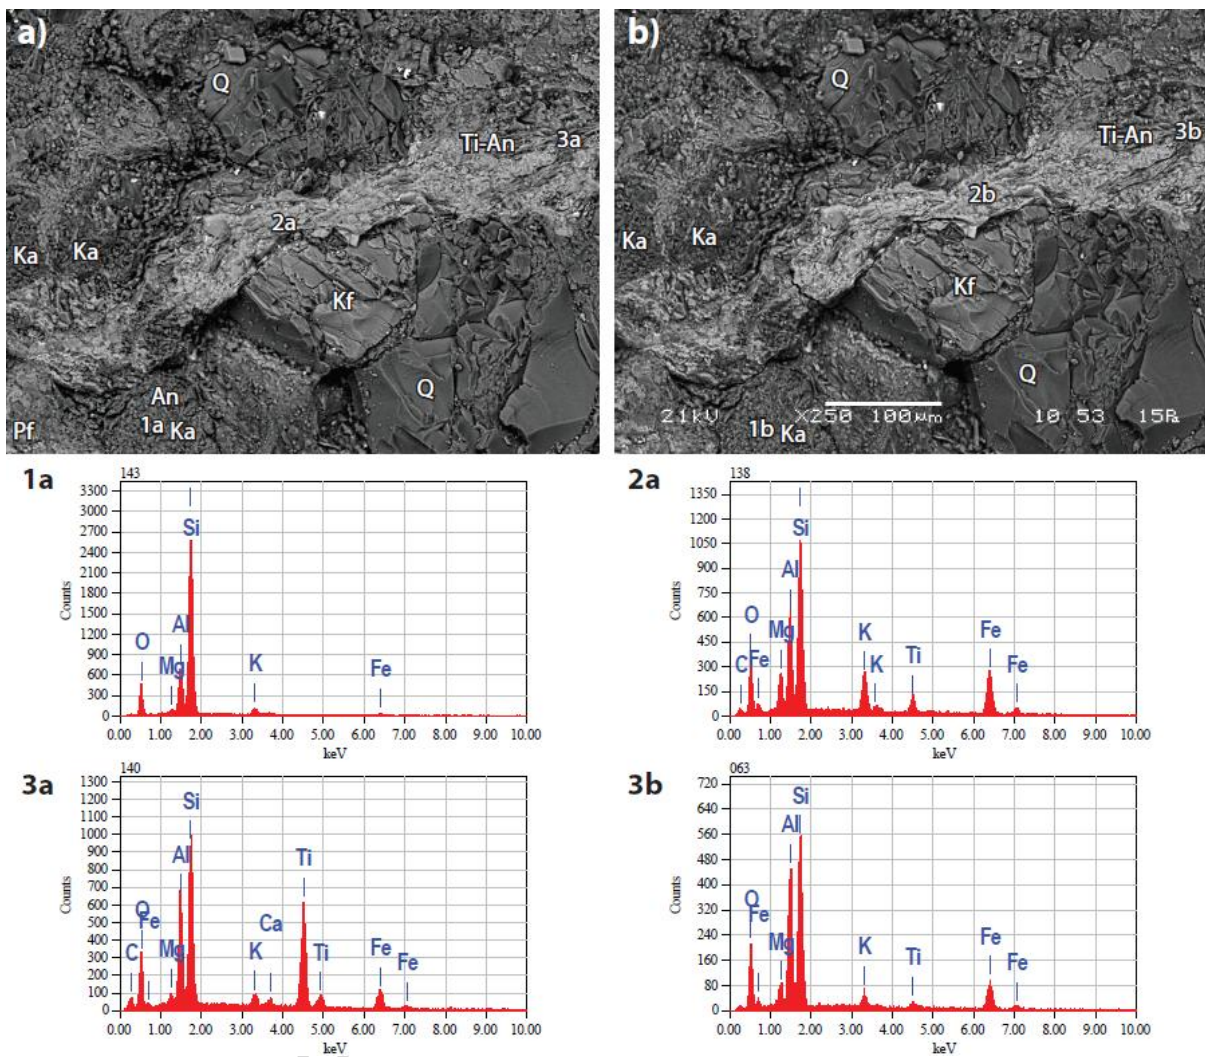 a)
Q
Ti-An
3a
2a
Ka
Ka
Kf
An
Q
1a
Ka
Pf
b)
Q
Ti-An
3b
2b
Ka
Ka
Kf
Q
1b
Ka
21kV
X250
100µm
10 53
1a
143
3300
3000
2700
2400
2100
1800
1500
1200
900
600
300
0
Counts
O
Mg
Al
Si
K
Fe
0.00 1.00 2.00 3.00 4.00 5.00 6.00 7.00 8.00 9.00 10.00
keV
2a
138
1350
1200
1050
900
750
600
450
300
150
0
Counts
C
O
Fe
Mg
Al
Si
K
K
Ti
Fe
Fe
0.00 1.00 2.00 3.00 4.00 5.00 6.00 7.00 8.00 9.00 10.00
keV
3a
140
1300
1200
1100
1000
900
800
700
600
500
400
300
200
100
0
Counts
C
O
Fe
Mg
Al
Si
K
Ca
Ti
Ti
Fe
Fe
0.00 1.00 2.00 3.00 4.00 5.00 6.00 7.00 8.00 9.00 10.00
keV
3b
063
720
640
560
480
400
320
240
160
80
0
Counts
O
Fe
Mg
Al
Si
K
Ti
Fe
Fe
0.00 1.00 2.00 3.00 4.00 5.00 6.00 7.00 8.00 9.00 10.00
keV